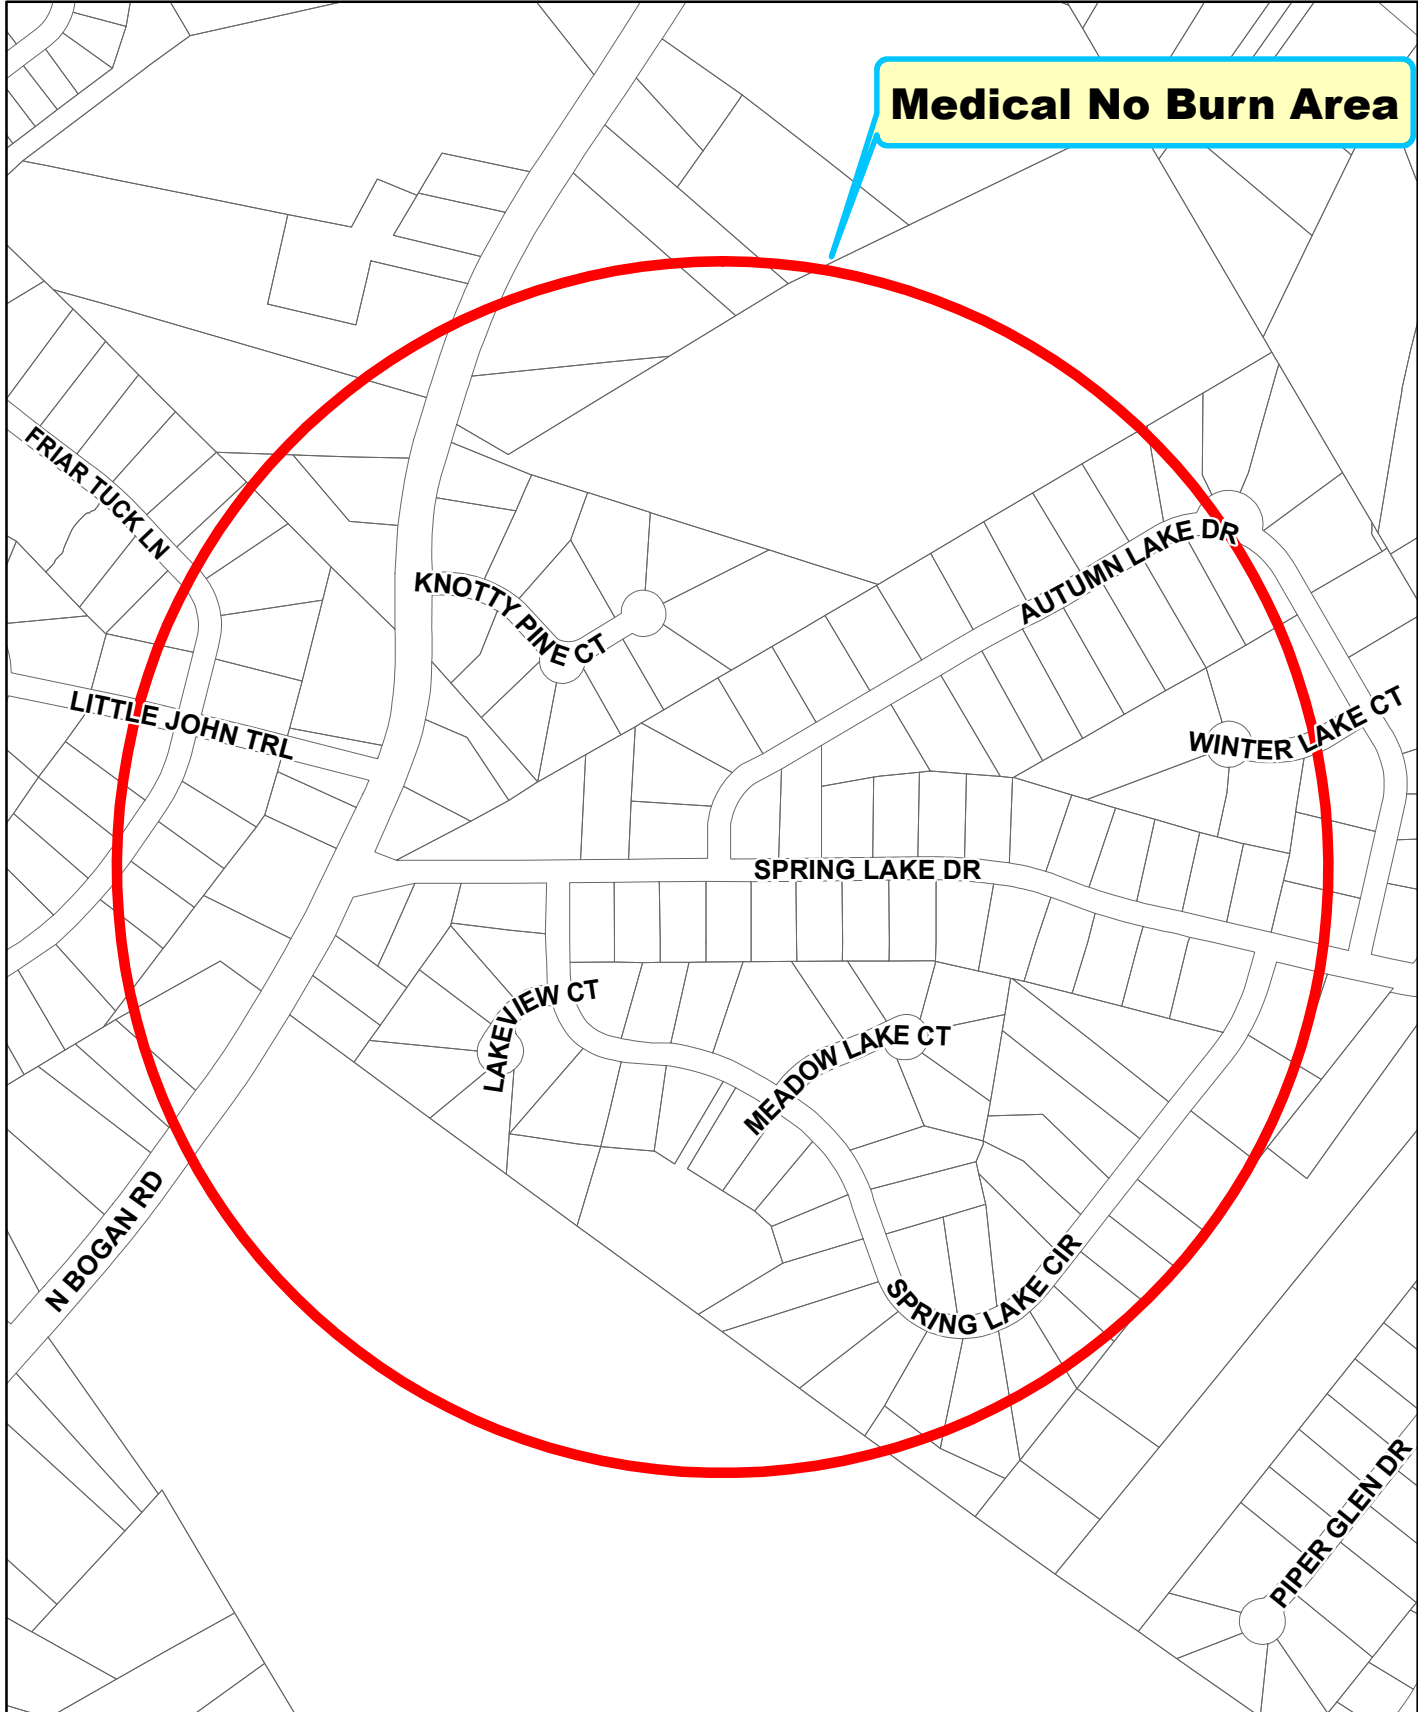 Medical No Burn Area
FRIAR TUCK LN
AUTUMN LAKE DR
KNOTTY PINE CT
LITTLE JOHN TRL
WINTER LAKE CT
SPRING LAKE DR
LAKEVIEW CT
MEADOW LAKE CT
N BOGAN RD
SPRING LAKE CIR
PIPER GLEN DR